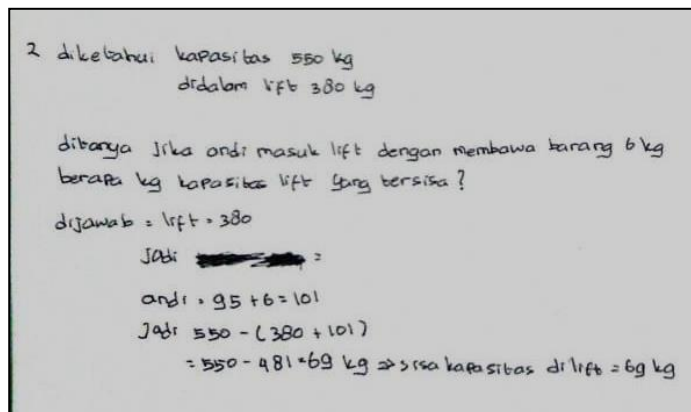 2 diketahui kapasitas 550 kg
didalam lift 380 kg
ditanya Jika andi masuk lift dengan membawa barang 6 kg
berapa kg kapasitas lift yang tersisa?
dijawab = lift = 380
Jadi =
andi = 95 + 6 = 101
Jadi 550 - (380 + 101)
= 550 - 481 = 69 kg ⇒ sisa kapasitas di lift = 69 kg